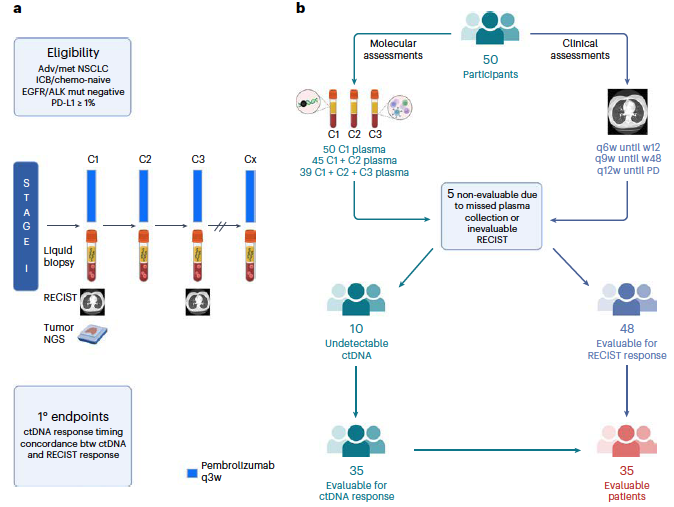 a
Eligibility
Adv/met NSCLC
ICB/chemo-naive
EGFR/ALK mut negative
PD-L1 ≥ 1%
S
T
A
G
E
I
C1
C2
C3
Cx
Liquid
biopsy
RECIST
Tumor
NGS
1° endpoints
ctDNA response timing
concordance btw ctDNA
and RECIST response
Pembrolizumab
q3w
b
Molecular
assessments
50
Participants
Clinical
assessments
C1
C2
C3
50 C1 plasma
45 C1 + C2 plasma
39 C1 + C2 + C3 plasma
q6w until w12
q9w until w48
q12w until PD
5 non-evaluable due
to missed plasma
collection or
inevaluable
RECIST
10
Undetectable
ctDNA
48
Evaluable for
RECIST response
35
Evaluable for
ctDNA response
35
Evaluable
patients